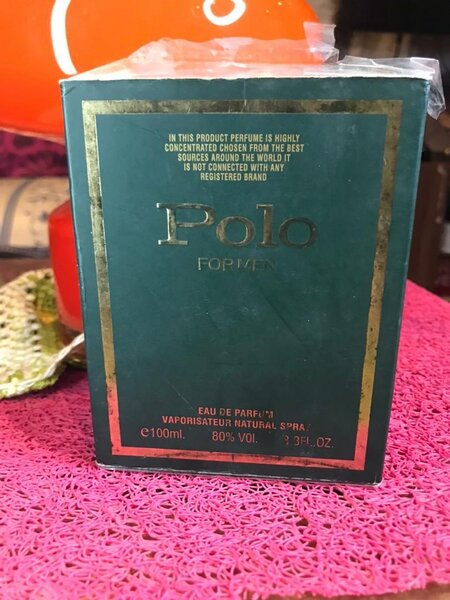 IN THIS PRODUCT PERFUME IS HIGHLY
CONCENTRATED CHOSEN FROM THE BEST
SOURCES AROUND THE WORLD IT
IS NOT CONNECTED WITH ANY
REGISTERED BRAND
Polo
FOR MEN
EAU DE PARFUM
VAPORISATEUR NATURAL SPRAY
℮100ml. 80% VOL. 3.3FL.OZ.